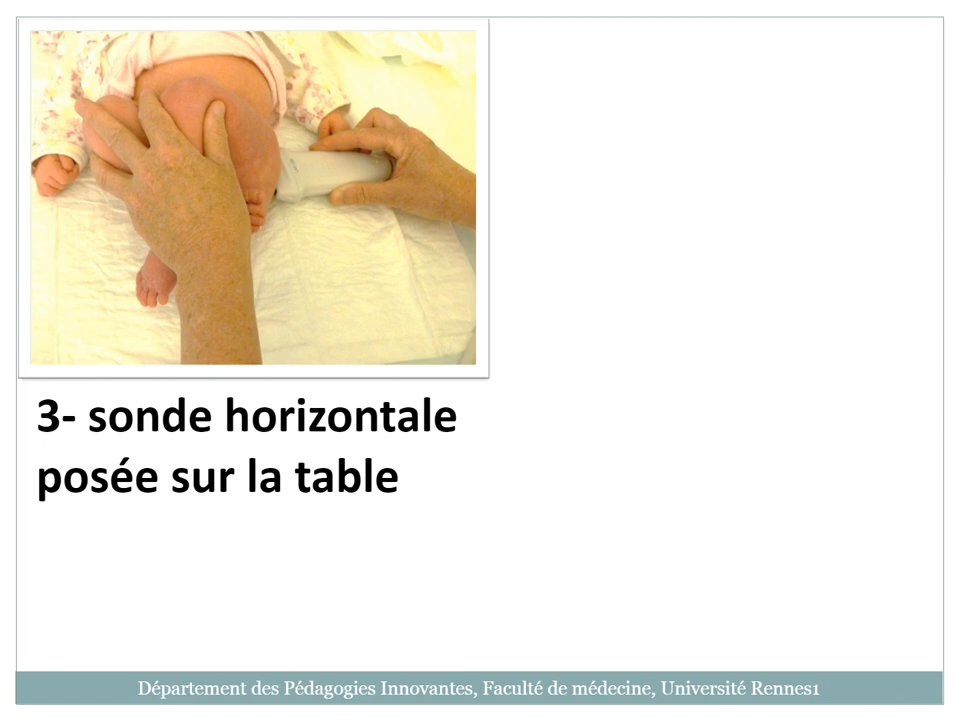 3- sonde horizontale
posée sur la table
Département des Pédagogies Innovantes, Faculté de médecine, Université Rennes1